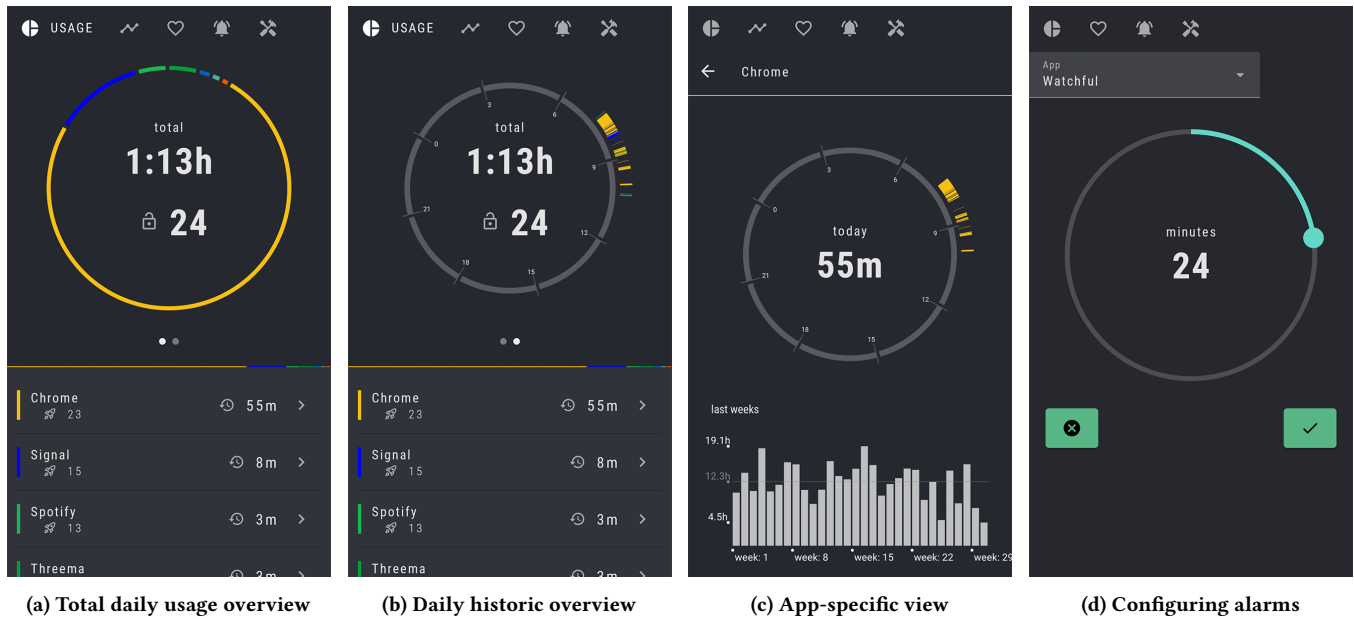 USAGE
total
1:13h
24
Chrome
23
55m
Signal
15
8m
Spotify
13
3m
Threema
USAGE
0
3
6
9
12
15
18
21
total
1:13h
24
Chrome
23
55m
Signal
15
8m
Spotify
13
3m
Threema
Chrome
0
3
6
9
12
15
18
21
today
55m
last weeks
19.1h
12.3h
4.5h
week: 1
week: 8
week: 15
week: 22
week: 29
App
Watchful
minutes
24
(a) Total daily usage overview
(b) Daily historic overview
(c) App-specific view
(d) Configuring alarms